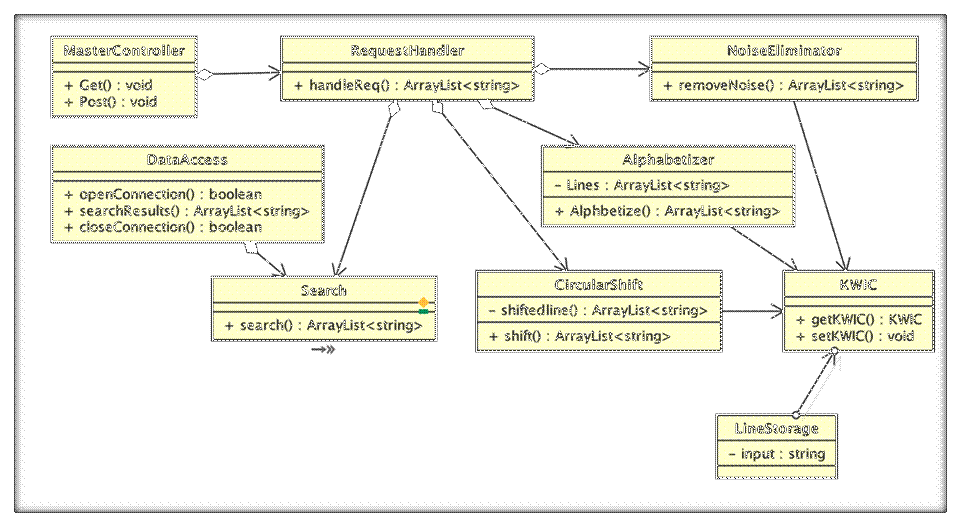 MasterController
+ Get() : void
+ Post() : void
RequestHandler
+ handleReq() : ArrayList<string>
NoiseEliminator
+ removeNoise() : ArrayList<string>
DataAccess
+ openConnection() : boolean
+ searchResults() : ArrayList<string>
+ closeConnection() : boolean
Alphabetizer
- Lines : ArrayList<string>
+ Alphbetize() : ArrayList<string>
Search
+ search() : ArrayList<string>
CircularShift
- shiftedline() : ArrayList<string>
+ shift() : ArrayList<string>
KWIC
+ getKWIC() : KWIC
+ setKWIC() : void
LineStorage
- input : string